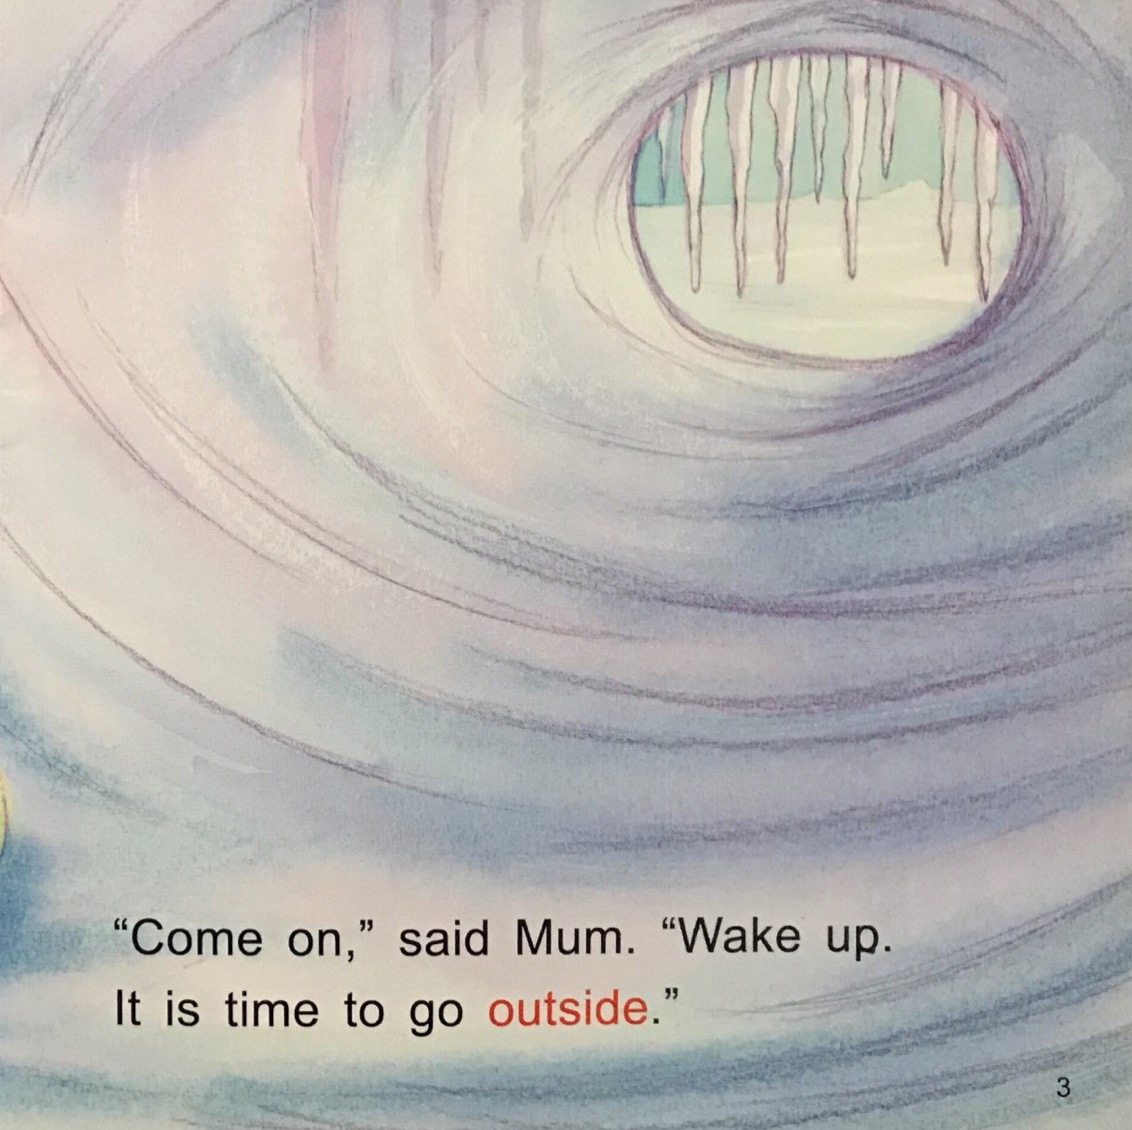 “Come on,” said Mum. “Wake up.
It is time to go outside.”
3